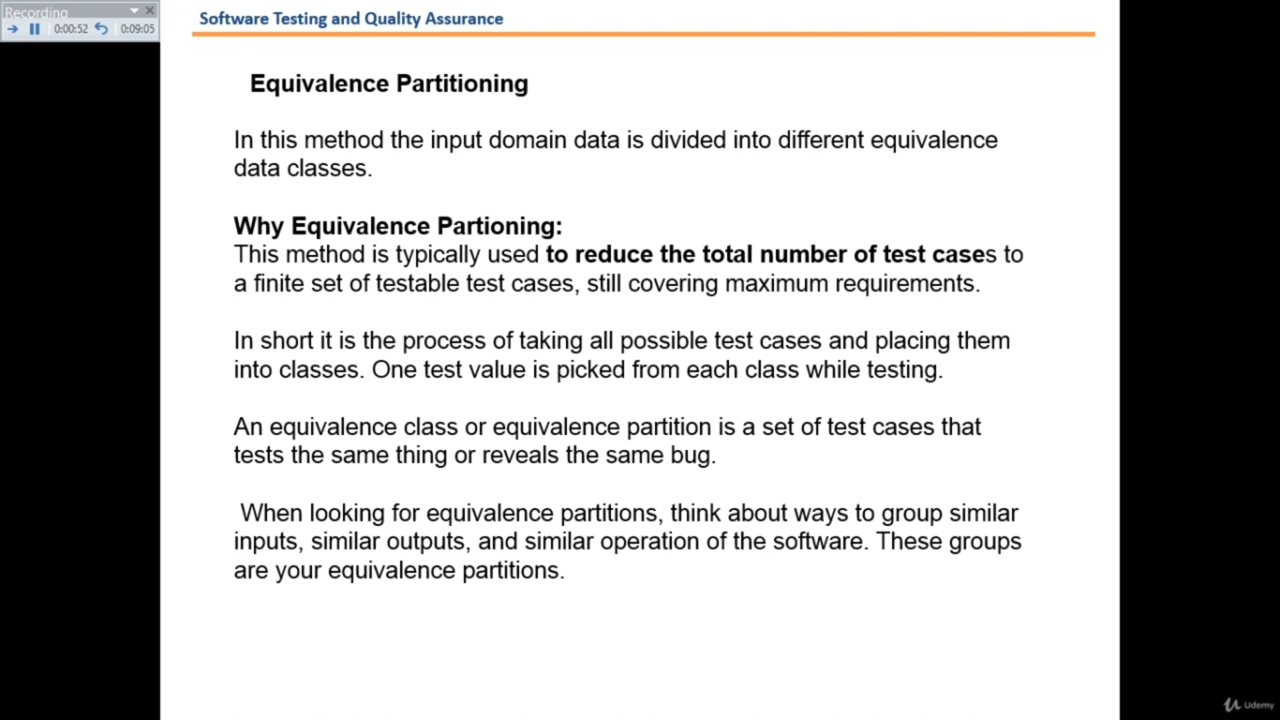 Recording
0:00:52 0:09:05
Software Testing and Quality Assurance
Equivalence Partitioning
In this method the input domain data is divided into different equivalence
data classes.
Why Equivalence Partioning:
This method is typically used to reduce the total number of test cases to
a finite set of testable test cases, still covering maximum requirements.
In short it is the process of taking all possible test cases and placing them
into classes. One test value is picked from each class while testing.
An equivalence class or equivalence partition is a set of test cases that
tests the same thing or reveals the same bug.
When looking for equivalence partitions, think about ways to group similar
inputs, similar outputs, and similar operation of the software. These groups
are your equivalence partitions.
Udemy